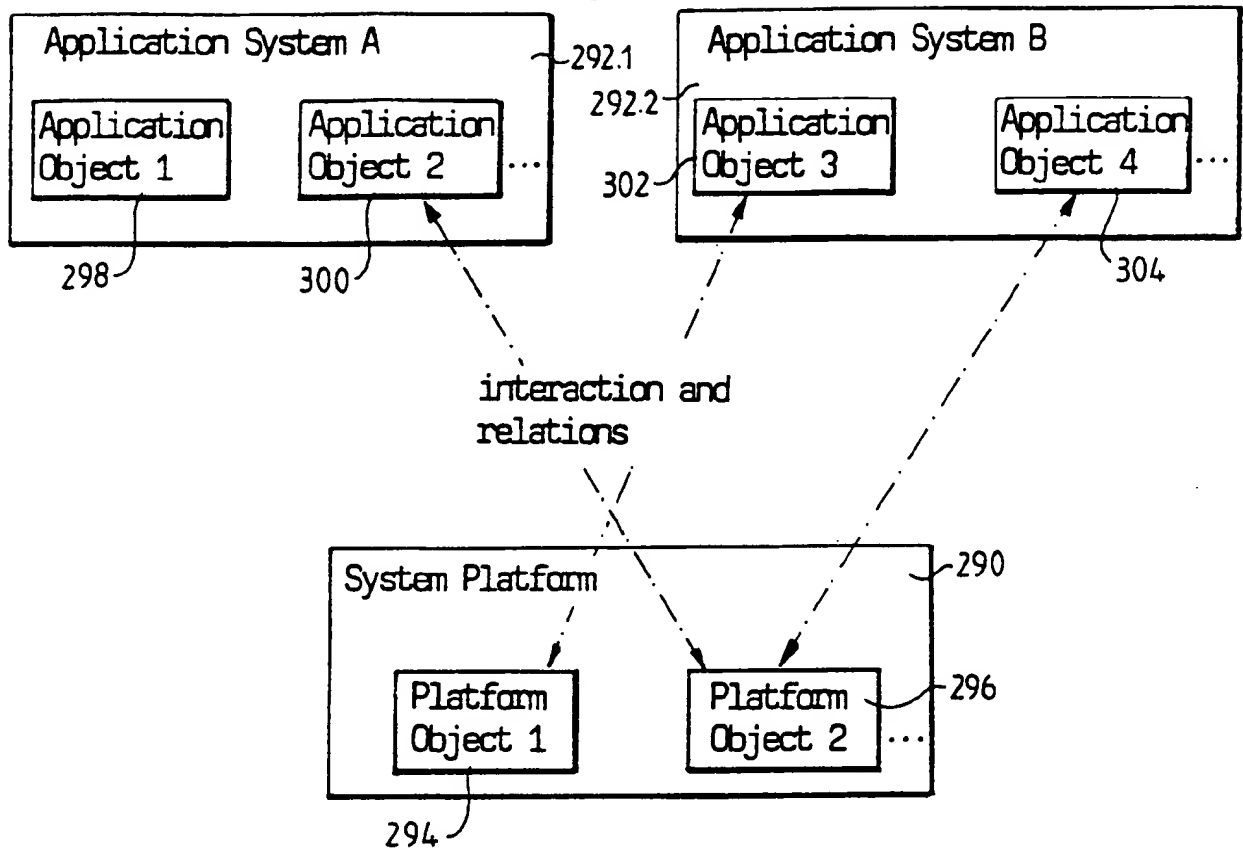 Application System A
292.1
Application
Object 1
Application
Object 2
...
298
300
Application System B
292.2
Application
Object 3
Application
Object 4
...
302
304
interaction and
relations
System Platform
290
Platform
Object 1
Platform
Object 2
...
296
294